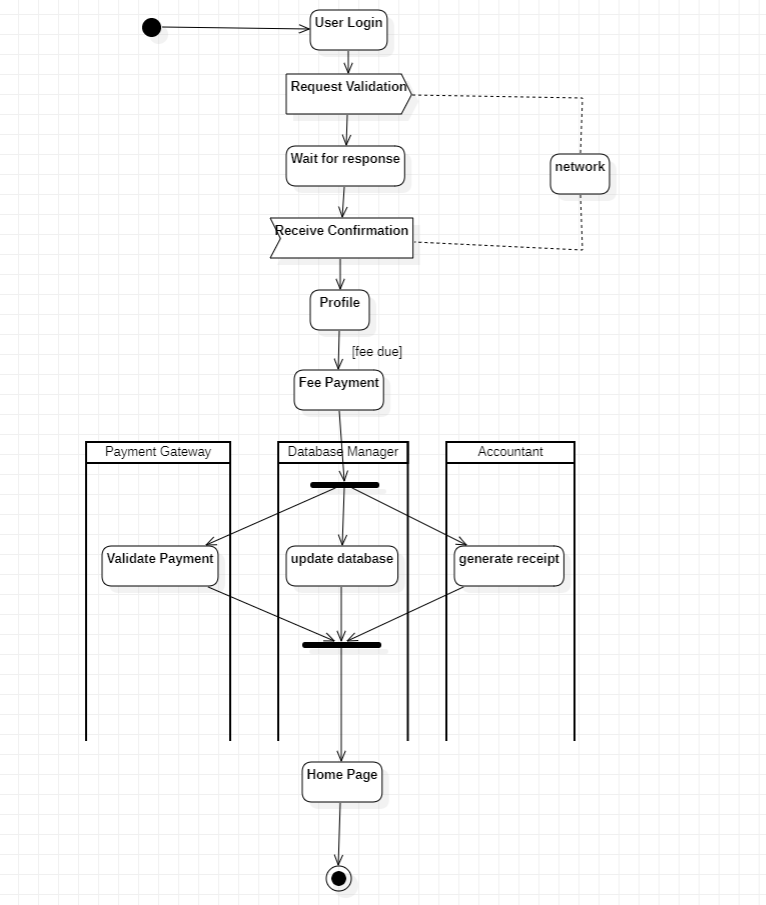 User Login
Request Validation
Wait for response
network
Receive Confirmation
Profile
[fee due]
Fee Payment
Payment Gateway
Database Manager
Accountant
Validate Payment
update database
generate receipt
Home Page